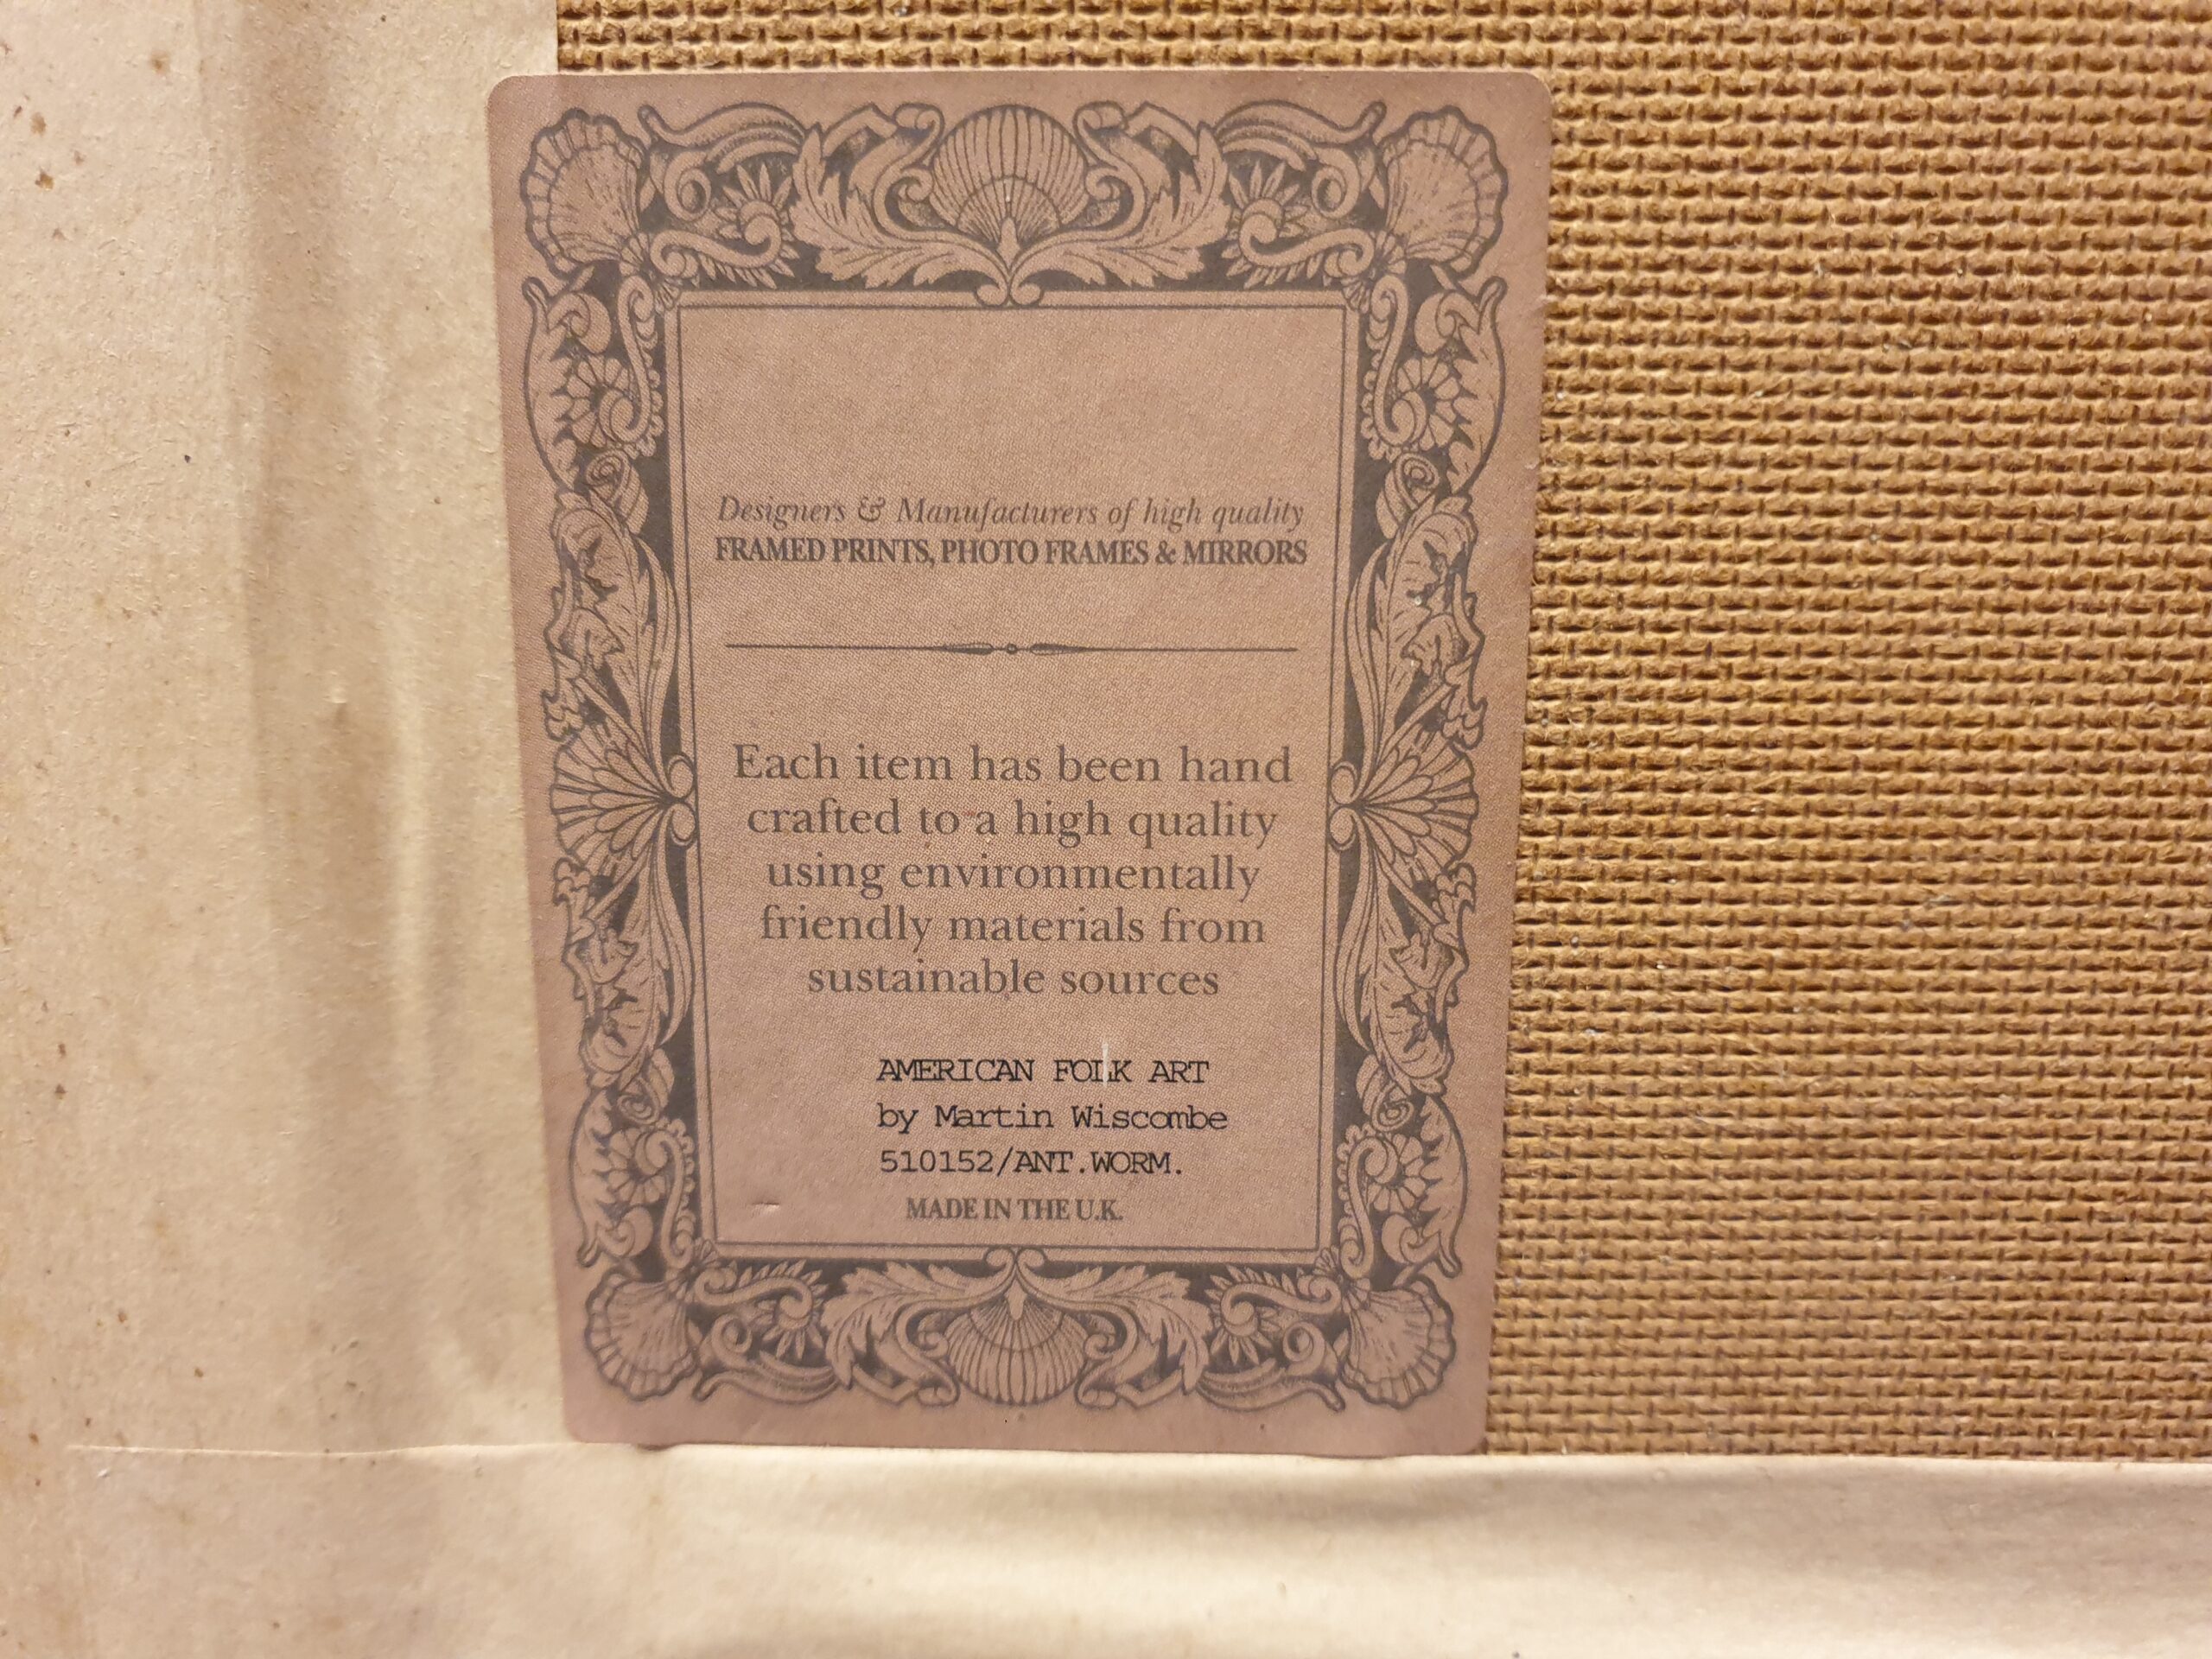 Designers & Manufacturers of high quality
FRAMED PRINTS, PHOTO FRAMES & MIRRORS
Each item has been hand
crafted to a high quality
using environmentally
friendly materials from
sustainable sources
AMERICAN FOLK ART
by Martin Wiscombe
510152/ANT.WORM.
MADE IN THE U.K.